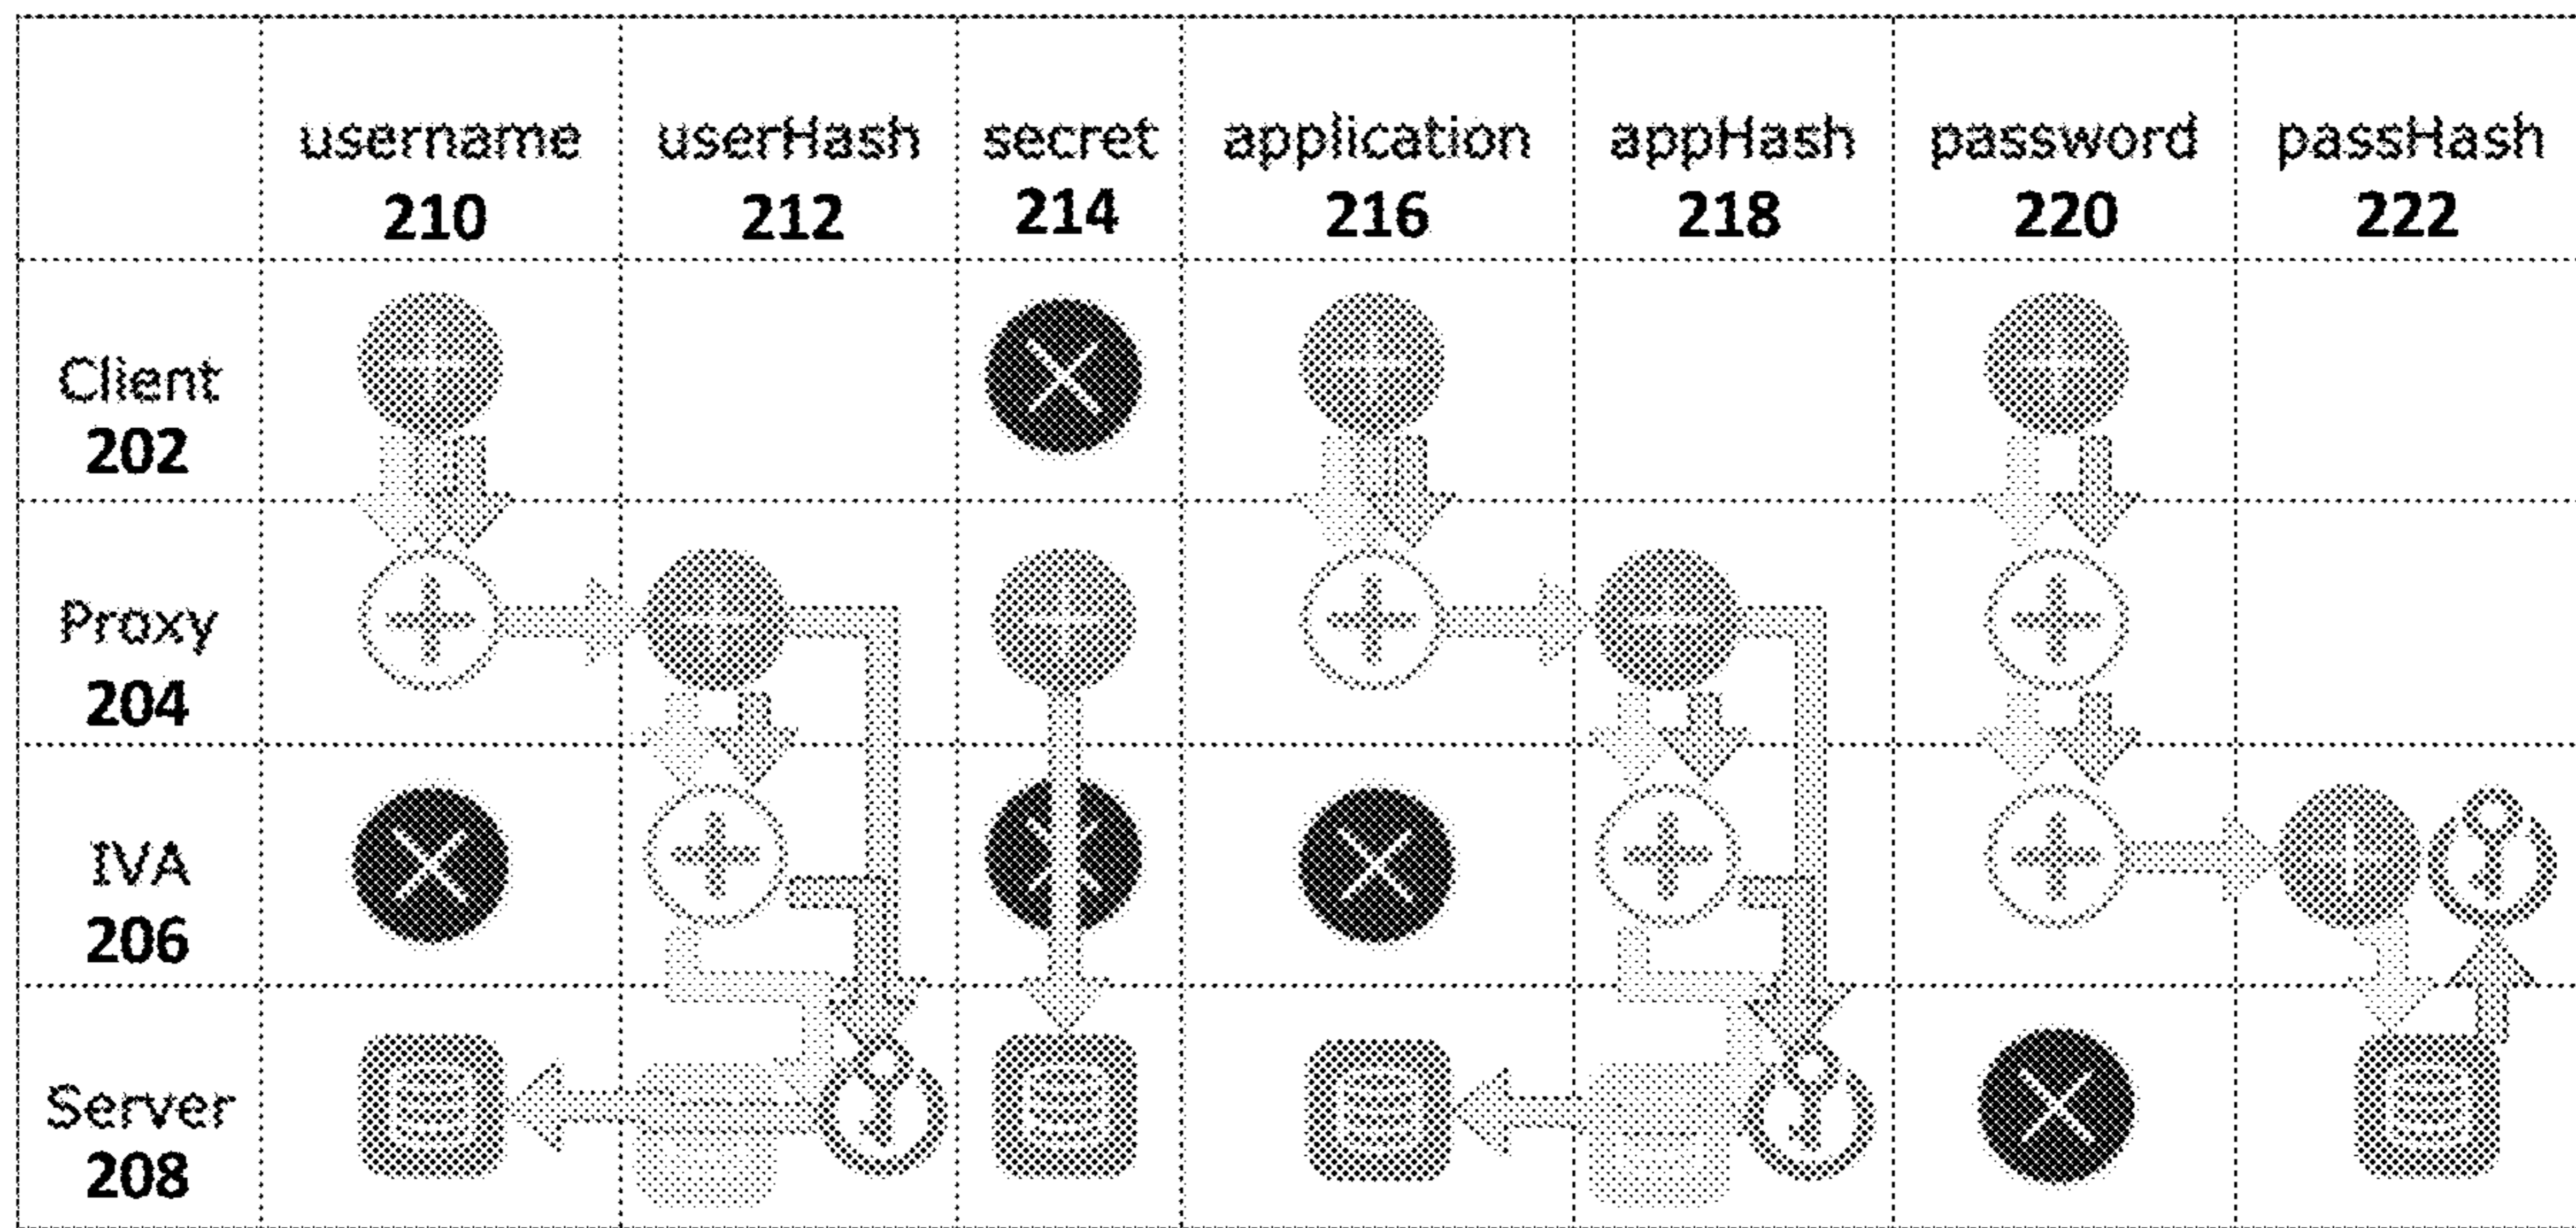 username userHash secret application appHash password passHash
210 212 214 216 218 220 222
Client
202
Proxy
204
IVA
206
Server
208